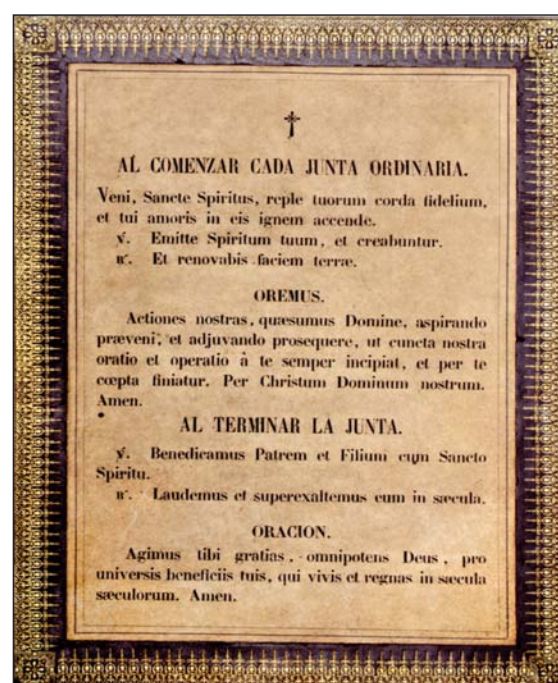 AL COMENZAR CADA JUNTA ORDINARIA.
Veni, Sancte Spiritus, reple tuorum corda fidelium,
et tui amoris in eis ignem accende.
℣. Emitte Spiritum tuum, et creabuntur.
℟. Et renovabis faciem terræ.
OREMUS.
Actiones nostras, quæsumus Domine, aspirando
præveni, et adjuvando prosequere, ut cuncta nostra
oratio et operatio à te semper incipiat, et per te
cœpta finiatur. Per Christum Dominum nostrum.
Amen.
AL TERMINAR LA JUNTA.
℣. Benedicamus Patrem et Filium cum Sancto
Spiritu.
℟. Laudemus et superexaltemus eum in sæcula.
ORACION.
Agimus tibi gratias, omnipotens Deus, pro
universis beneficiis tuis, qui vivis et regnas in sæcula
sæculorum. Amen.